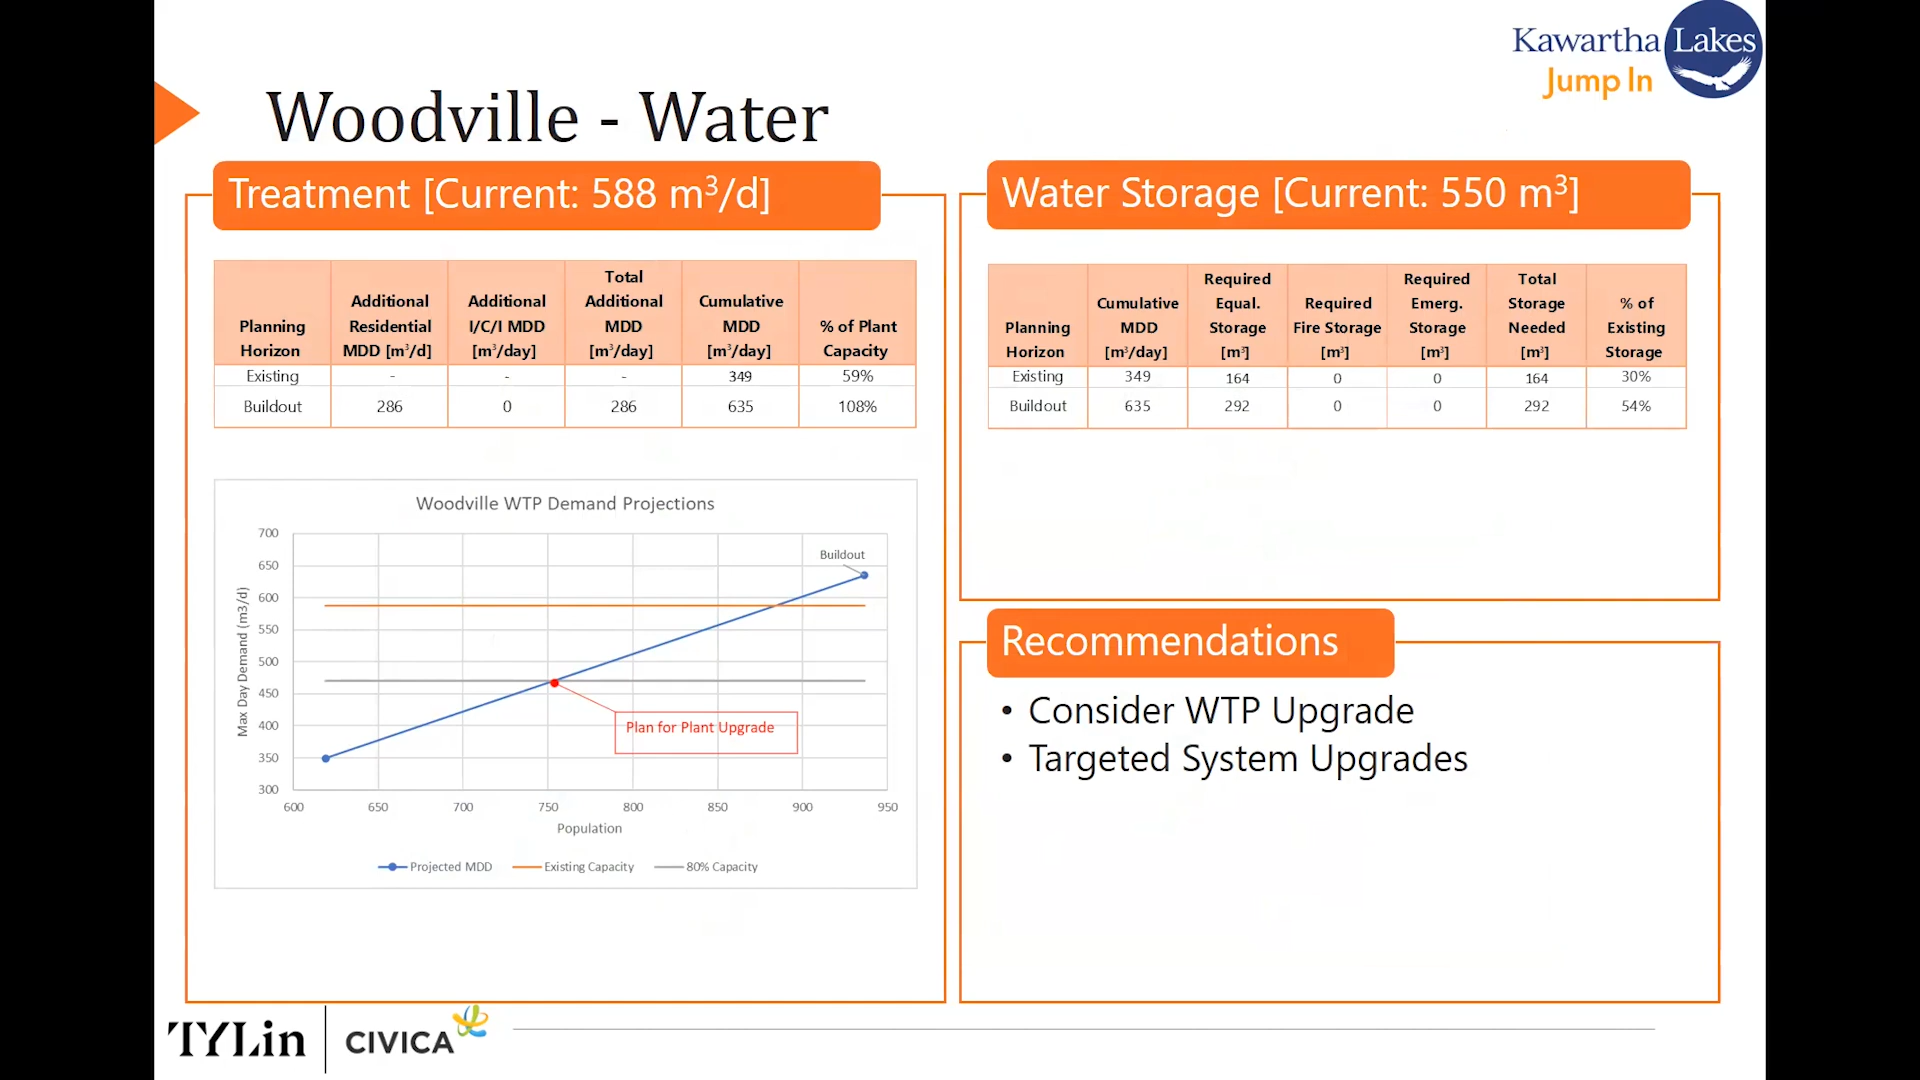 Kawartha Lakes
Jump In
Woodville - Water
Treatment [Current: 588 m³/d]
Planning Horizon | Additional Residential MDD [m³/d] | Additional I/C/I MDD [m³/day] | Total Additional MDD [m³/day] | Cumulative MDD [m³/day] | % of Plant Capacity
Existing | - | - | - | 349 | 59%
Buildout | 286 | 0 | 286 | 635 | 108%
Woodville WTP Demand Projections
Max Day Demand (m3/d)
700
650
600
550
500
450
400
350
300
Buildout
Plan for Plant Upgrade
600 650 700 750 800 850 900 950
Population
Projected MDD Existing Capacity 80% Capacity
Water Storage [Current: 550 m³]
Planning Horizon | Cumulative MDD [m³/day] | Required Equal. Storage [m³] | Required Fire Storage [m³] | Required Emerg. Storage [m³] | Total Storage Needed [m³] | % of Existing Storage
Existing | 349 | 164 | 0 | 0 | 164 | 30%
Buildout | 635 | 292 | 0 | 0 | 292 | 54%
Recommendations
• Consider WTP Upgrade
• Targeted System Upgrades
TYLin
CIVICA